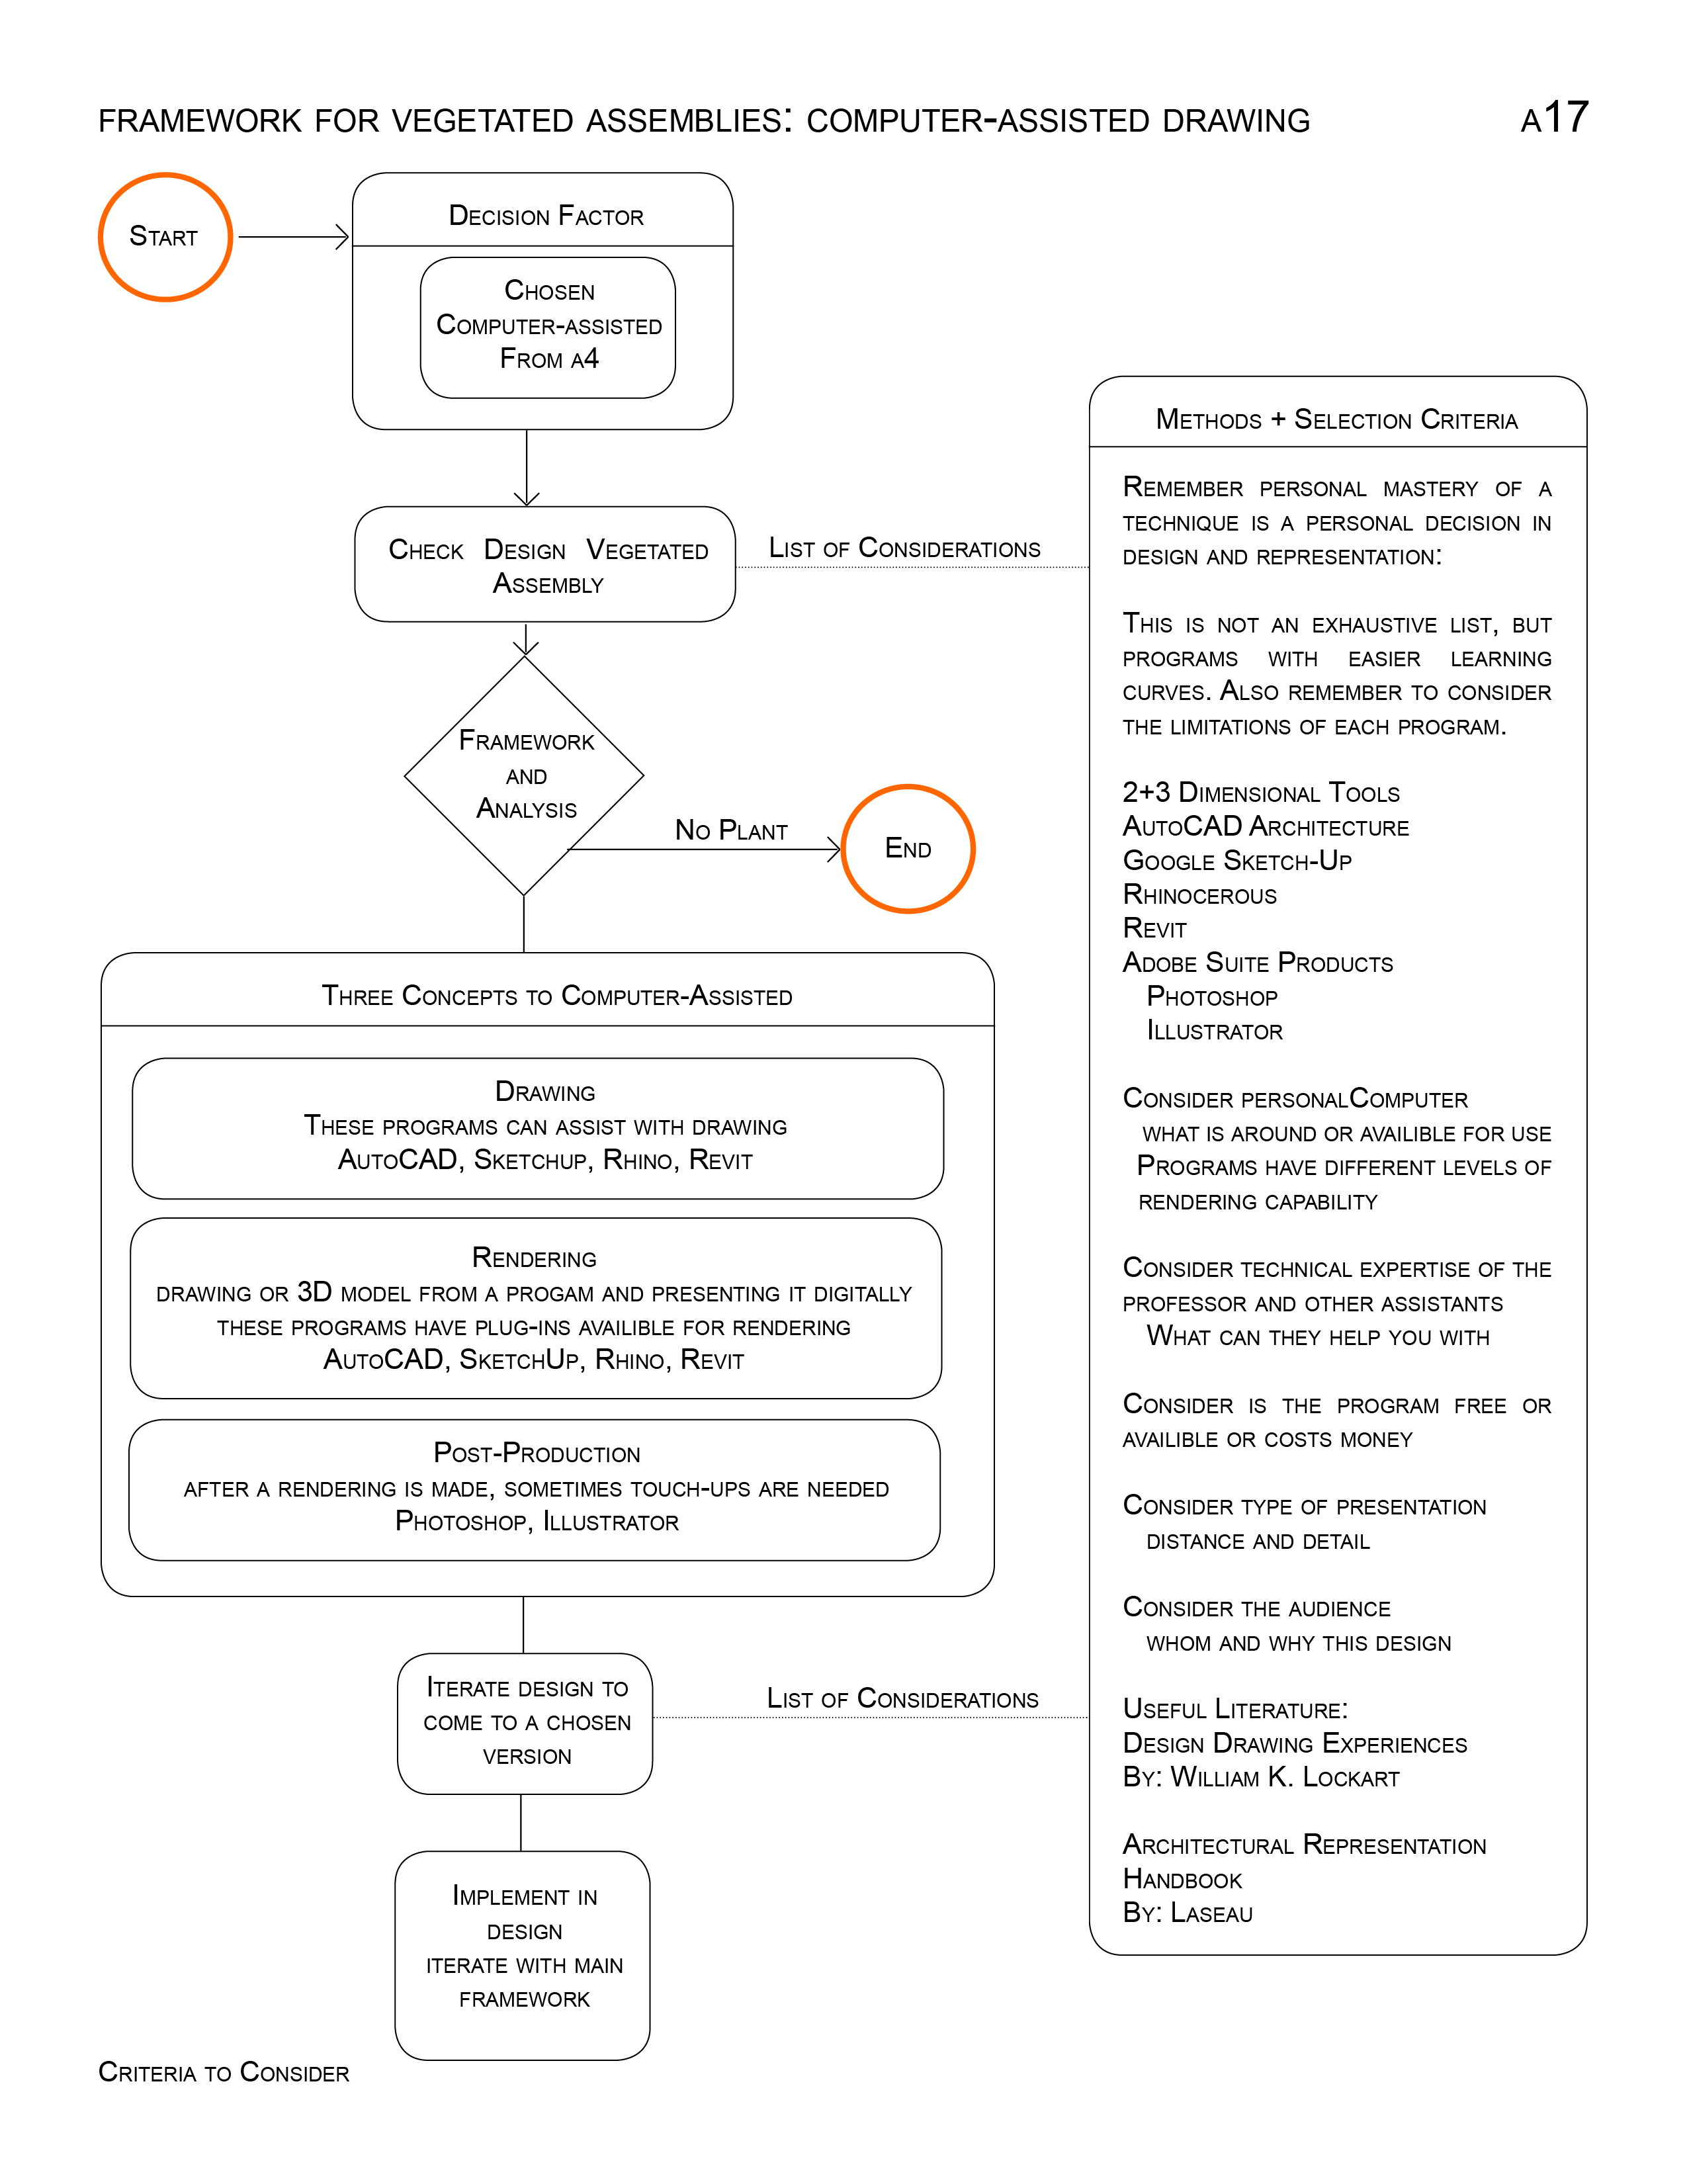 FRAMEWORK FOR VEGETATED ASSEMBLIES: COMPUTER-ASSISTED DRAWING
A17
START
DECISION FACTOR
CHOSEN
COMPUTER-ASSISTED
FROM A4
CHECK DESIGN VEGETATED
ASSEMBLY
LIST OF CONSIDERATIONS
FRAMEWORK
AND
ANALYSIS
NO PLANT
END
THREE CONCEPTS TO COMPUTER-ASSISTED
DRAWING
THESE PROGRAMS CAN ASSIST WITH DRAWING
AUTOCAD, SKETCHUP, RHINO, REVIT
RENDERING
DRAWING OR 3D MODEL FROM A PROGAM AND PRESENTING IT DIGITALLY
THESE PROGRAMS HAVE PLUG-INS AVAILIBLE FOR RENDERING
AUTOCAD, SKETCHUP, RHINO, REVIT
POST-PRODUCTION
AFTER A RENDERING IS MADE, SOMETIMES TOUCH-UPS ARE NEEDED
PHOTOSHOP, ILLUSTRATOR
ITERATE DESIGN TO
COME TO A CHOSEN
VERSION
LIST OF CONSIDERATIONS
IMPLEMENT IN
DESIGN
ITERATE WITH MAIN
FRAMEWORK
METHODS + SELECTION CRITERIA
REMEMBER PERSONAL MASTERY OF A
TECHNIQUE IS A PERSONAL DECISION IN
DESIGN AND REPRESENTATION:
THIS IS NOT AN EXHAUSTIVE LIST, BUT
PROGRAMS WITH EASIER LEARNING
CURVES. ALSO REMEMBER TO CONSIDER
THE LIMITATIONS OF EACH PROGRAM.
2+3 DIMENSIONAL TOOLS
AUTOCAD ARCHITECTURE
GOOGLE SKETCH-UP
RHINOCEROUS
REVIT
ADOBE SUITE PRODUCTS
PHOTOSHOP
ILLUSTRATOR
CONSIDER PERSONALCOMPUTER
WHAT IS AROUND OR AVAILIBLE FOR USE
PROGRAMS HAVE DIFFERENT LEVELS OF
RENDERING CAPABILITY
CONSIDER TECHNICAL EXPERTISE OF THE
PROFESSOR AND OTHER ASSISTANTS
WHAT CAN THEY HELP YOU WITH
CONSIDER IS THE PROGRAM FREE OR
AVAILIBLE OR COSTS MONEY
CONSIDER TYPE OF PRESENTATION
DISTANCE AND DETAIL
CONSIDER THE AUDIENCE
WHOM AND WHY THIS DESIGN
USEFUL LITERATURE:
DESIGN DRAWING EXPERIENCES
BY: WILLIAM K. LOCKART
ARCHITECTURAL REPRESENTATION
HANDBOOK
BY: LASEAU
CRITERIA TO CONSIDER